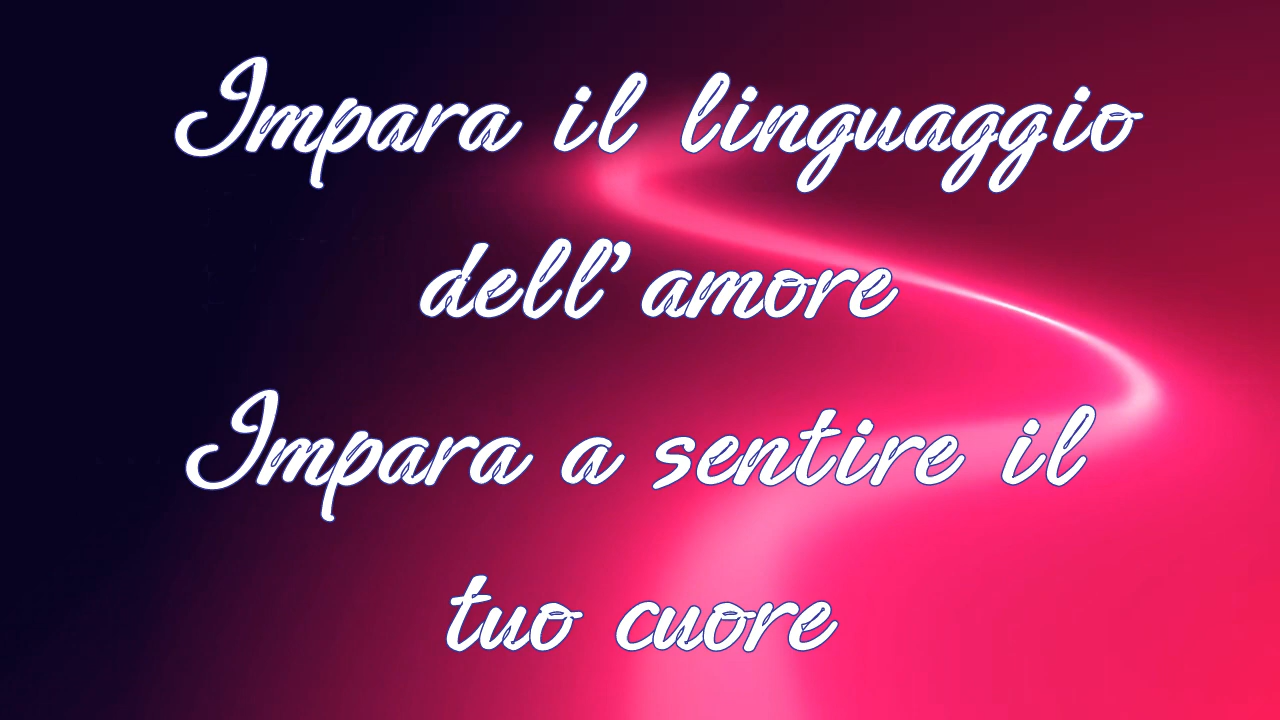 Impara il linguaggio
dell'amore
Impara a sentire il
tuo cuore